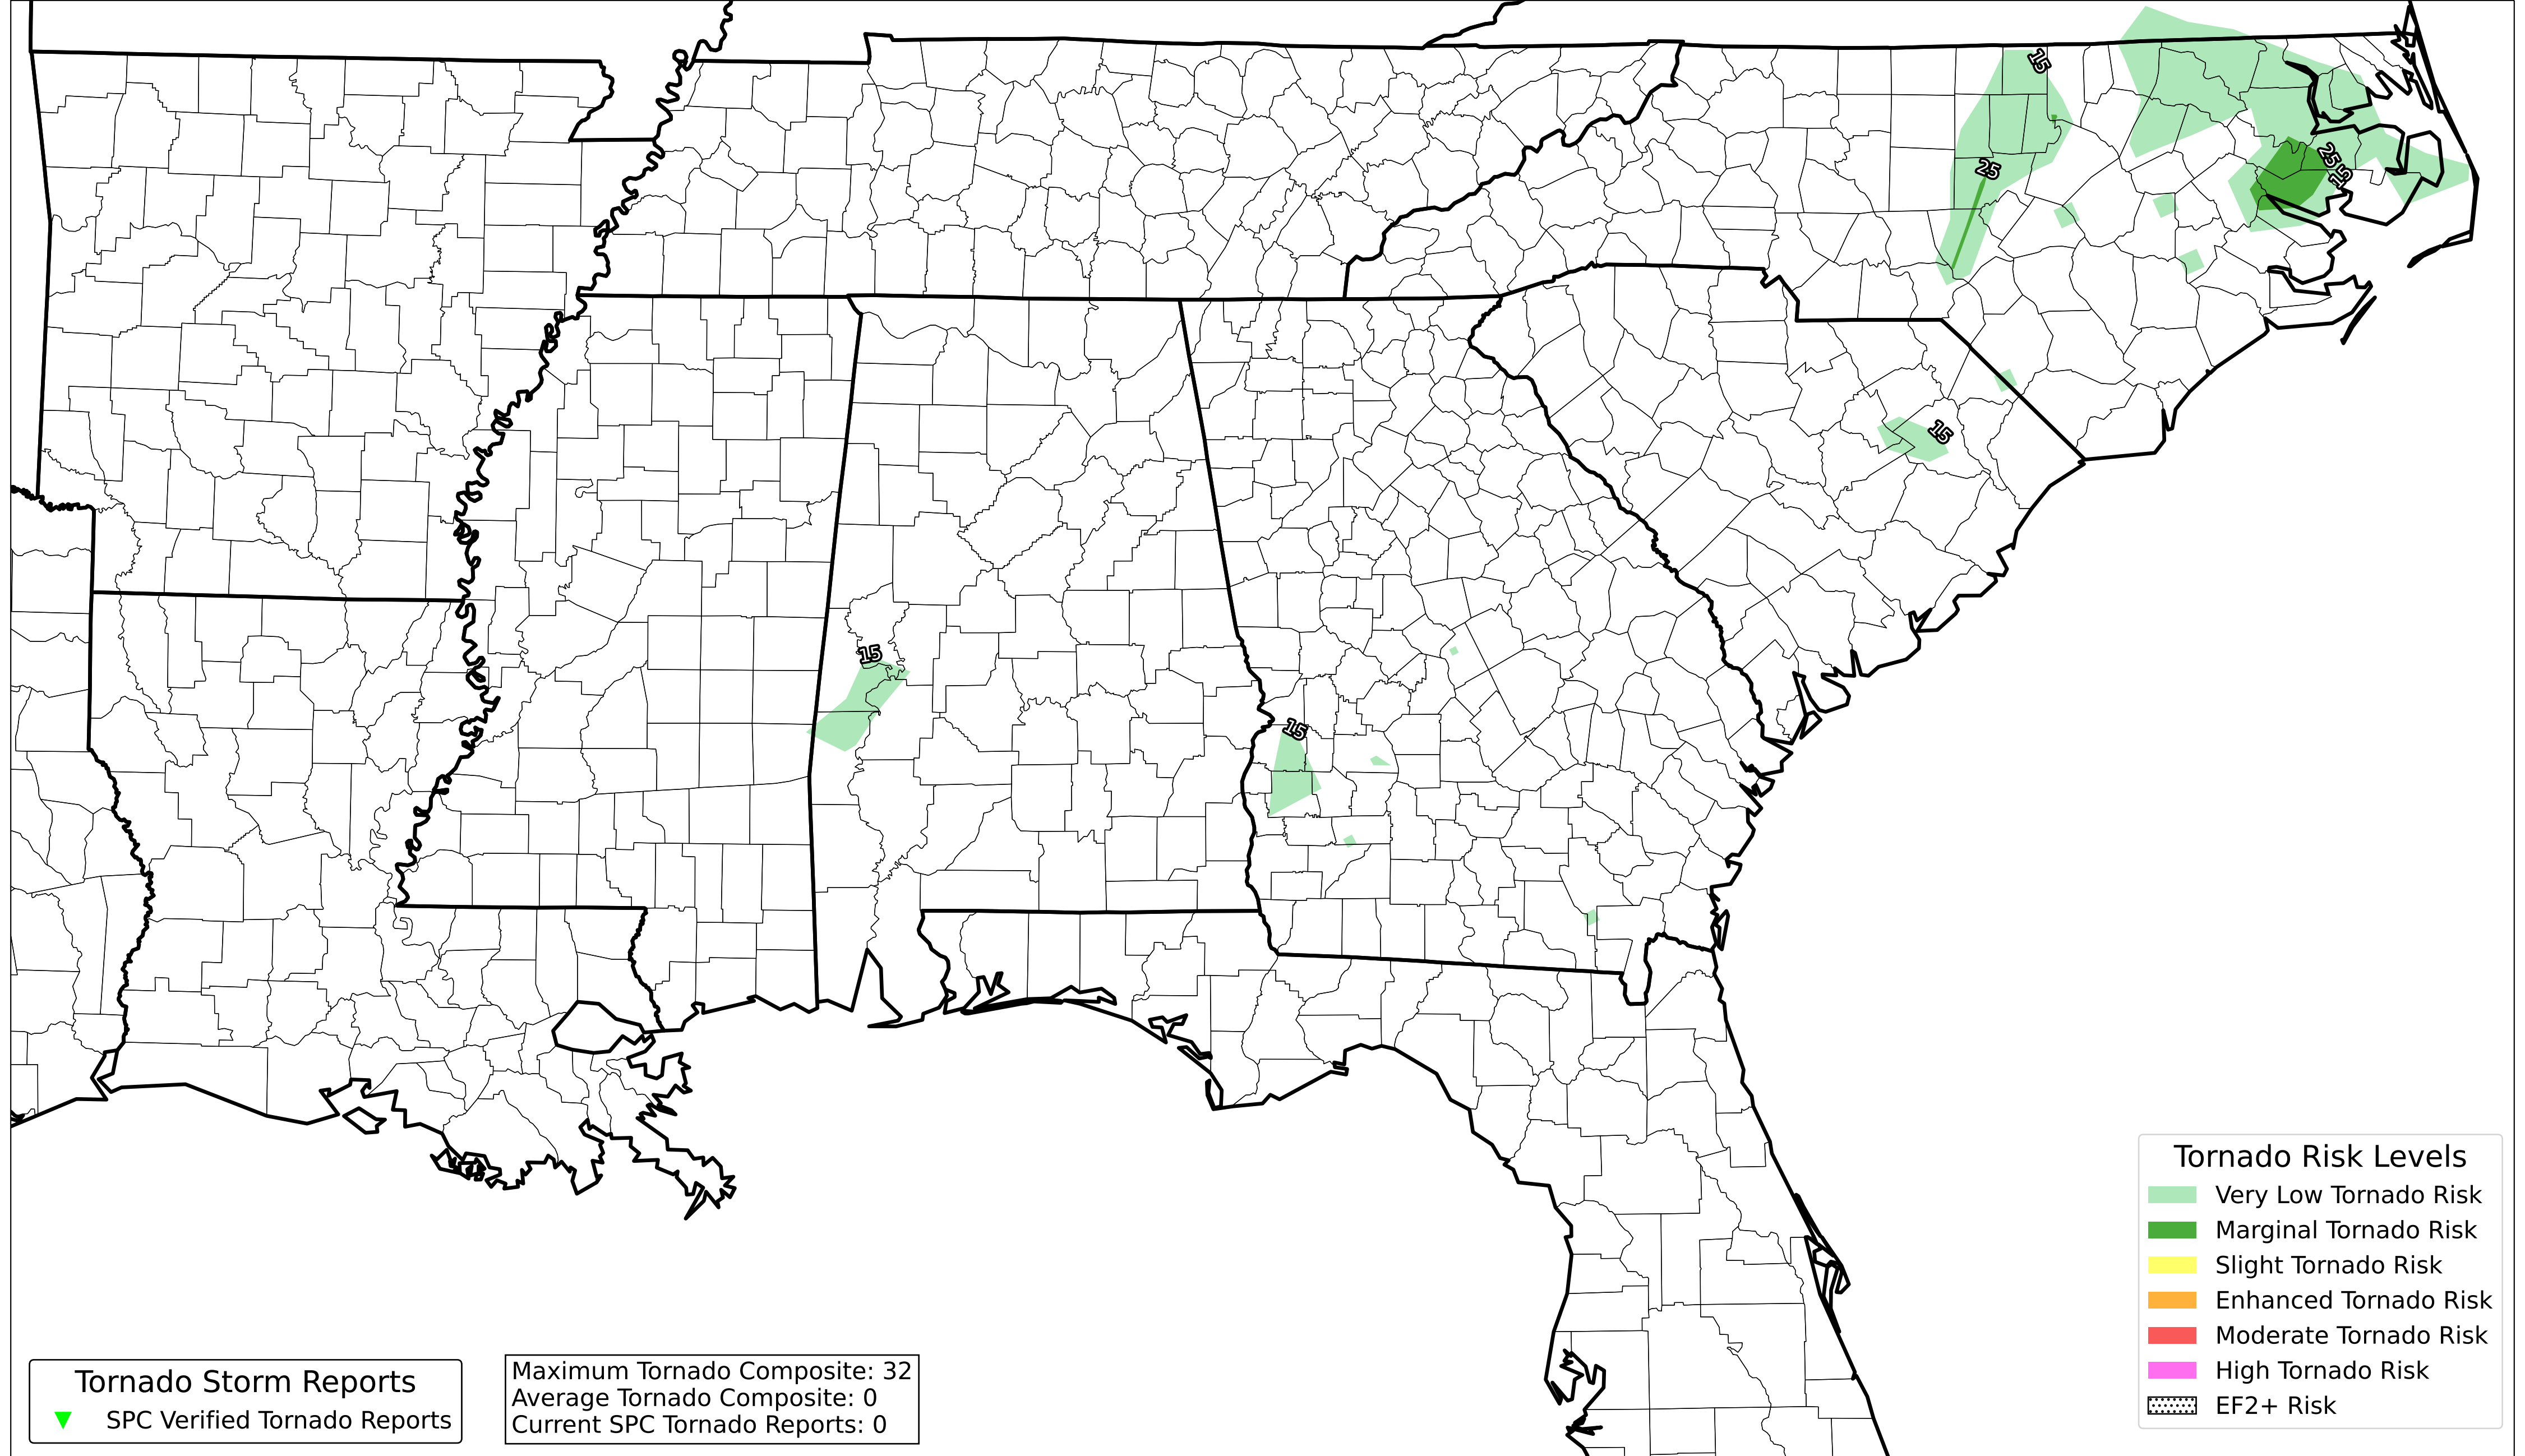 15
25
25
15
15
15
15
Tornado Risk Levels
Very Low Tornado Risk
Marginal Tornado Risk
Slight Tornado Risk
Enhanced Tornado Risk
Moderate Tornado Risk
High Tornado Risk
EF2+ Risk
Tornado Storm Reports
SPC Verified Tornado Reports
Maximum Tornado Composite: 32
Average Tornado Composite: 0
Current SPC Tornado Reports: 0